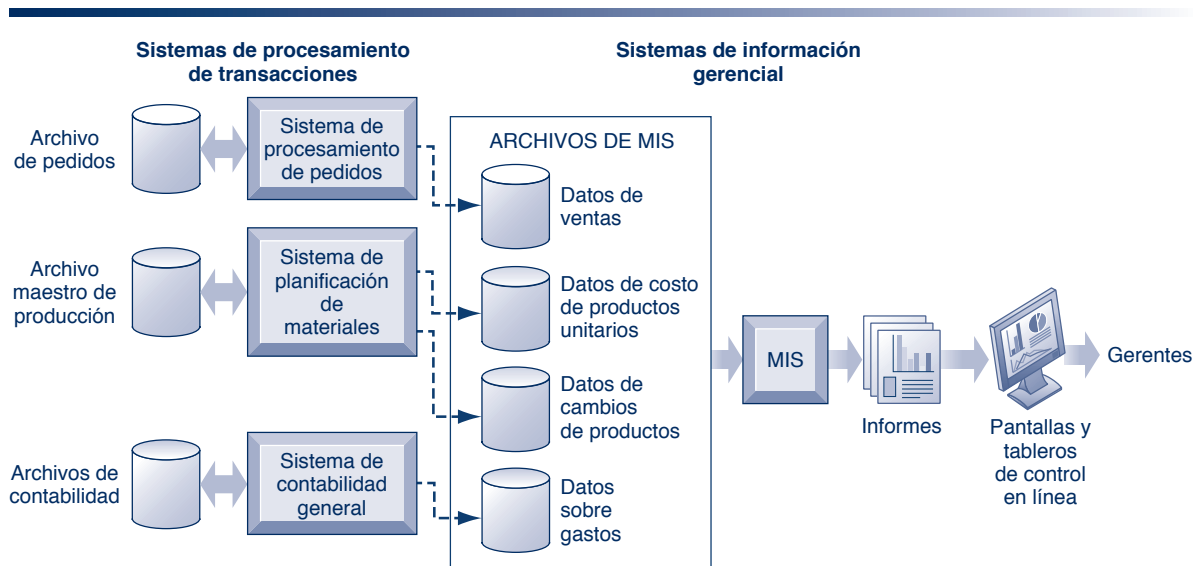 Sistemas de procesamiento
de transacciones
Sistemas de información
gerencial
Archivo
de pedidos
Sistema de
procesamiento
de pedidos
Archivo
maestro de
producción
Sistema de
planificación
de
materiales
Archivos de
contabilidad
Sistema de
contabilidad
general
ARCHIVOS DE MIS
Datos de
ventas
Datos de costo
de productos
unitarios
Datos de
cambios
de productos
Datos
sobre
gastos
MIS
Informes
Pantallas y
tableros
de control
en línea
Gerentes